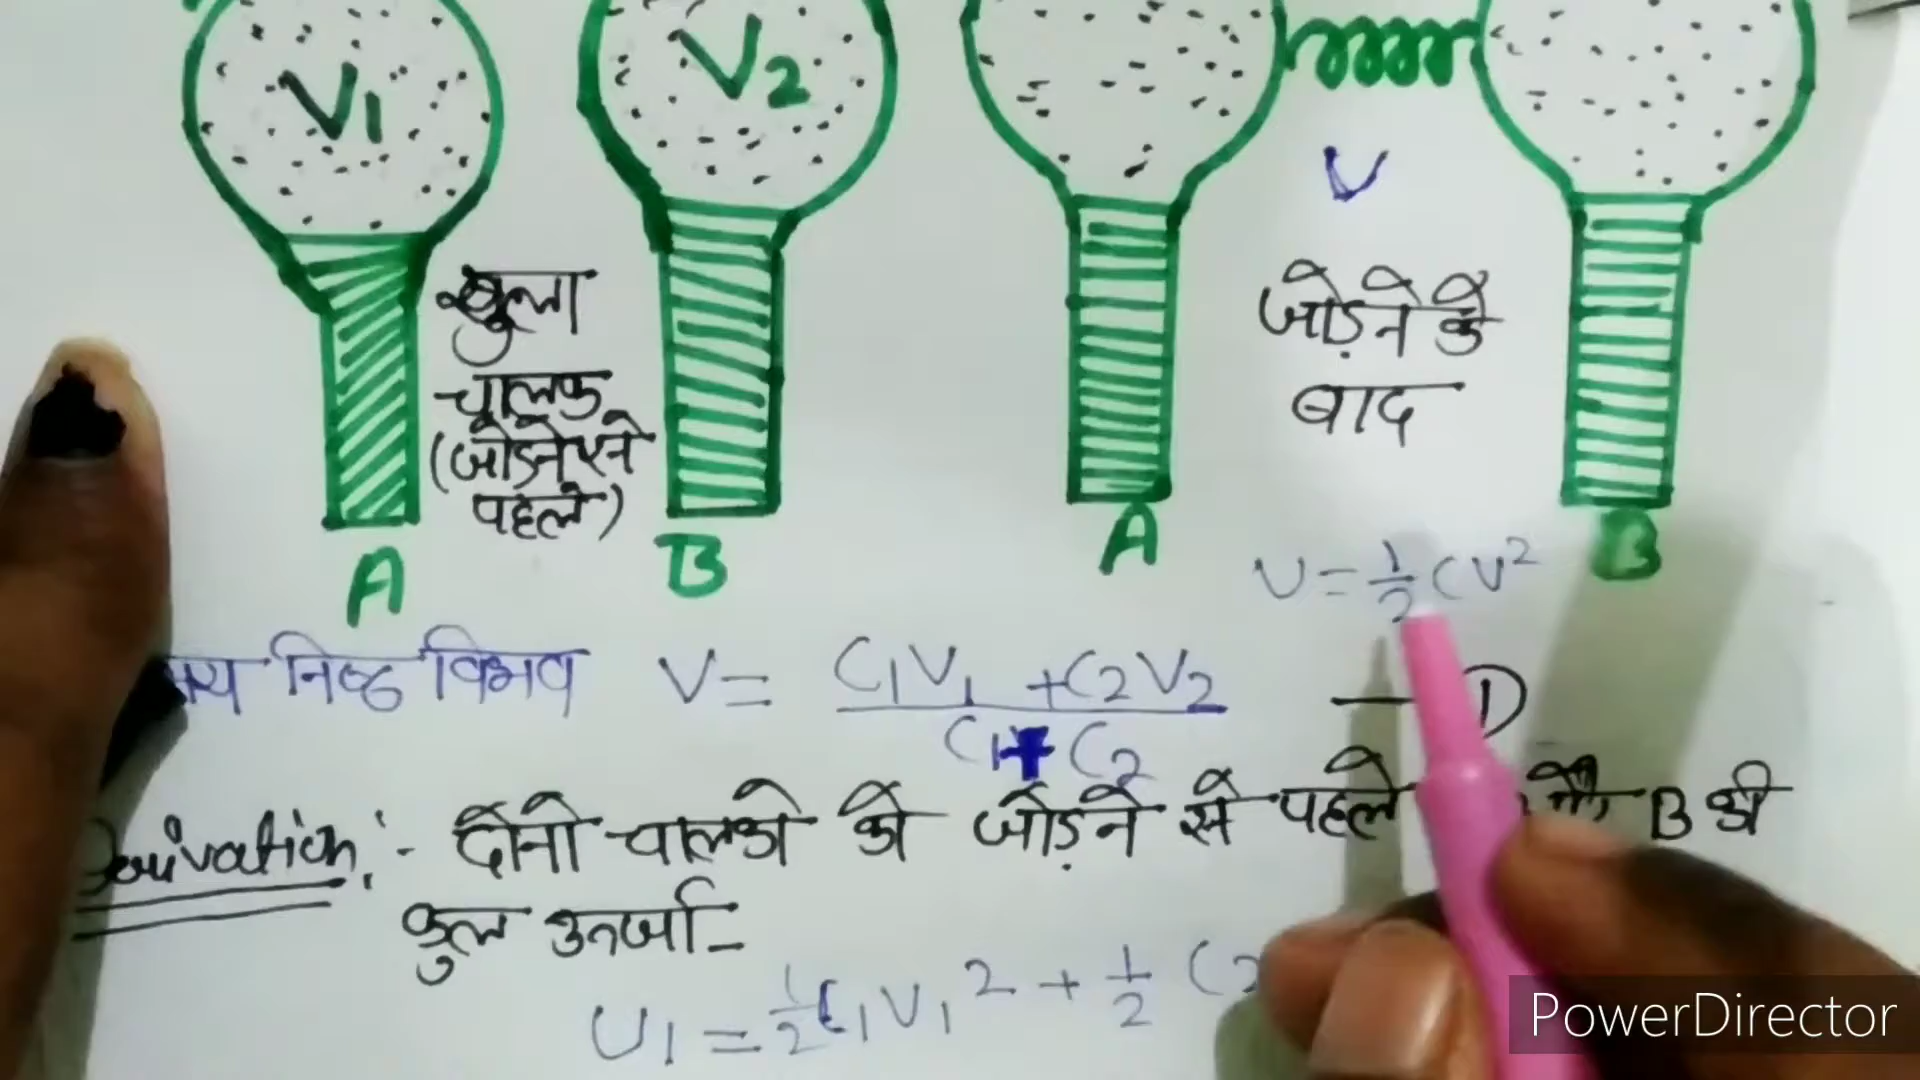 V1
V2
V
खुला
चालक
(जोड़ने से
पहले)
जोड़ने के
बाद
A
B
A
B
U = 1/2 CV²
निष्ठ विभव V = (C1V1 + C2V2)/(C1 + C2) — ①
Derivation:- दोनो चालको को जोड़ने से पहले B की
कुल ऊर्जा-
U1 = 1/2 C1V1² + 1/2 C2
PowerDirector